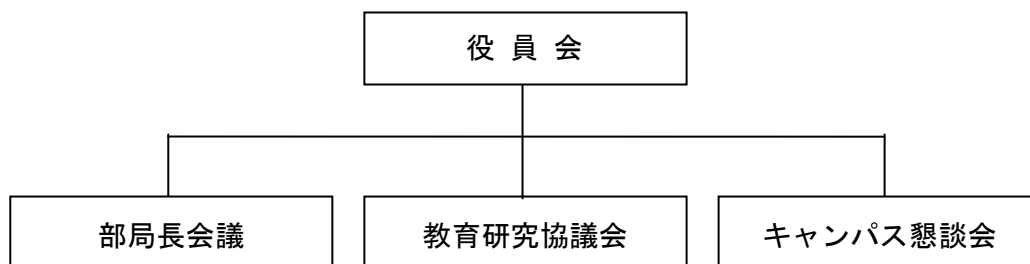 役 員 会
部局長会議
教育研究協議会
キャンパス懇談会